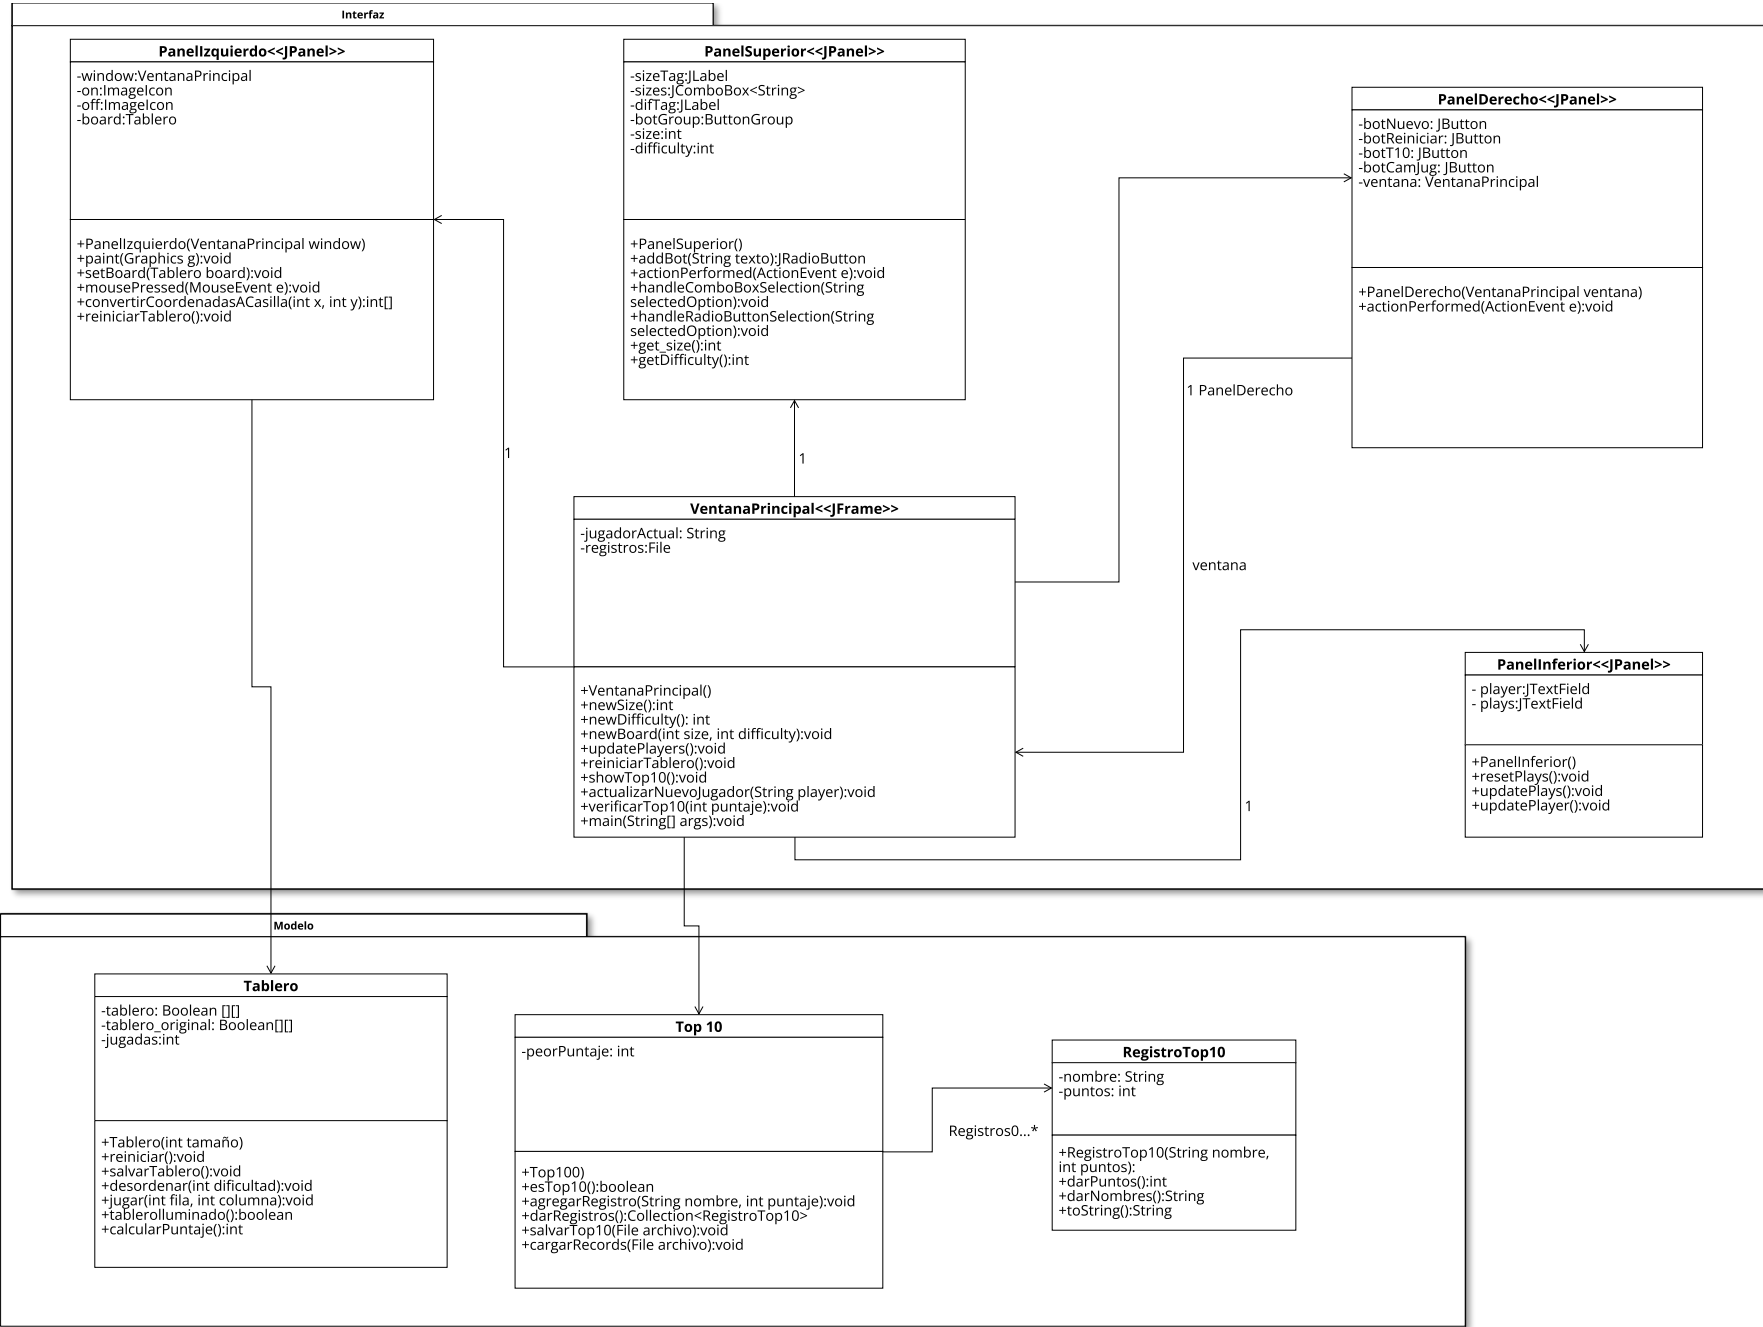 Interfaz
PanelIzquierdo<<JPanel>>
-window:VentanaPrincipal
-on:ImageIcon
-off:ImageIcon
-board:Tablero
+PanelIzquierdo(VentanaPrincipal window)
+paint(Graphics g):void
+setBoard(Tablero board):void
+mousePressed(MouseEvent e):void
+convertirCoordenadasACasilla(int x, int y):int[]
+reiniciarTablero():void
PanelSuperior<<JPanel>>
-sizeTag:JLabel
-sizes:JComboBox<String>
-difTag:JLabel
-botGroup:ButtonGroup
-size:int
-difficulty:int
+PanelSuperior()
+addBot(String texto):JRadioButton
+actionPerformed(ActionEvent e):void
+handleComboBoxSelection(String
selectedOption):void
+handleRadioButtonSelection(String
selectedOption):void
+get_size():int
+getDifficulty():int
PanelDerecho<<JPanel>>
-botNuevo: JButton
-botReiniciar: JButton
-botT10: JButton
-botCamJug: JButton
-ventana: VentanaPrincipal
+PanelDerecho(VentanaPrincipal ventana)
+actionPerformed(ActionEvent e):void
1 PanelDerecho
1
1
ventana
VentanaPrincipal<<JFrame>>
-jugadorActual: String
-registros:File
+VentanaPrincipal()
+newSize():int
+newDifficulty(): int
+newBoard(int size, int difficulty):void
+updatePlayers():void
+reiniciarTablero():void
+showTop10():void
+actualizarNuevoJugador(String player):void
+verificarTop10(int puntaje):void
+main(String[] args):void
PanelInferior<<JPanel>>
- player:JTextField
- plays:JTextField
+PanelInferior()
+resetPlays():void
+updatePlays():void
+updatePlayer():void
1
Modelo
Tablero
-tablero: Boolean [][]
-tablero_original: Boolean[][]
-jugadas:int
+Tablero(int tamaño)
+reiniciar():void
+salvarTablero():void
+desordenar(int dificultad):void
+jugar(int fila, int columna):void
+tableroIluminado():boolean
+calcularPuntaje():int
Top 10
-peorPuntaje: int
+Top100)
+esTop10():boolean
+agregarRegistro(String nombre, int puntaje):void
+darRegistros():Collection<RegistroTop10>
+salvarTop10(File archivo):void
+cargarRecords(File archivo):void
Registros0...*
RegistroTop10
-nombre: String
-puntos: int
+RegistroTop10(String nombre,
int puntos):
+darPuntos():int
+darNombres():String
+toString():String